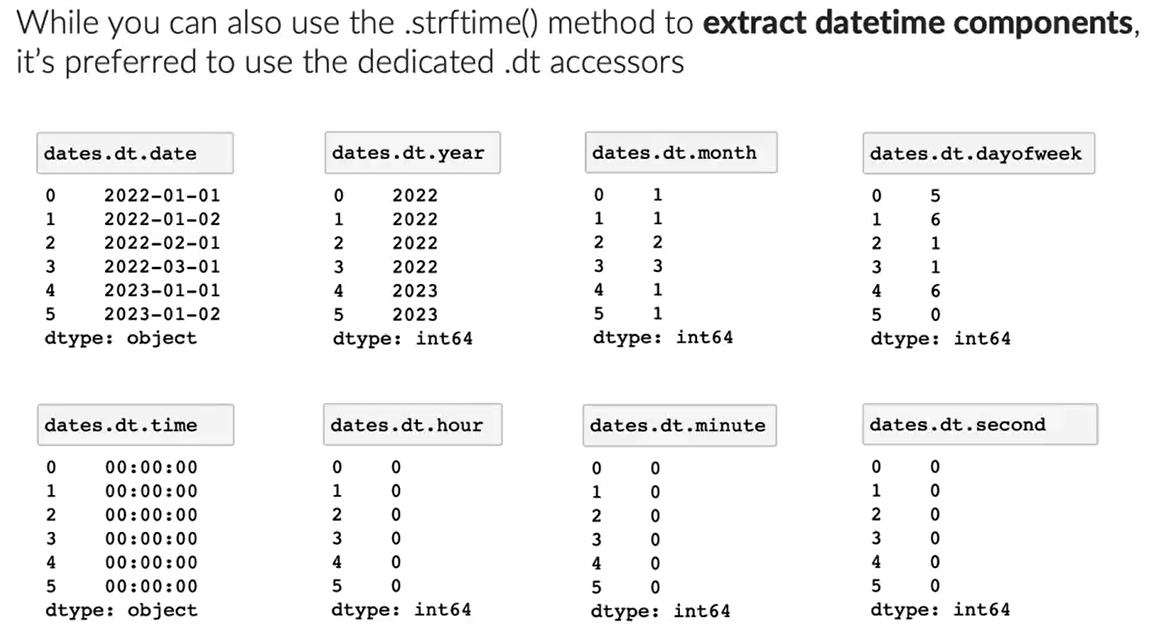 While you can also use the .strftime() method to extract datetime components,
it's preferred to use the dedicated .dt accessors
dates.dt.date
0 2022-01-01
1 2022-01-02
2 2022-02-01
3 2022-03-01
4 2023-01-01
5 2023-01-02
dtype: object
dates.dt.year
0 2022
1 2022
2 2022
3 2022
4 2023
5 2023
dtype: int64
dates.dt.month
0 1
1 1
2 2
3 3
4 1
5 1
dtype: int64
dates.dt.dayofweek
0 5
1 6
2 1
3 1
4 6
5 0
dtype: int64
dates.dt.time
0 00:00:00
1 00:00:00
2 00:00:00
3 00:00:00
4 00:00:00
5 00:00:00
dtype: object
dates.dt.hour
0 0
1 0
2 0
3 0
4 0
5 0
dtype: int64
dates.dt.minute
0 0
1 0
2 0
3 0
4 0
5 0
dtype: int64
dates.dt.second
0 0
1 0
2 0
3 0
4 0
5 0
dtype: int64